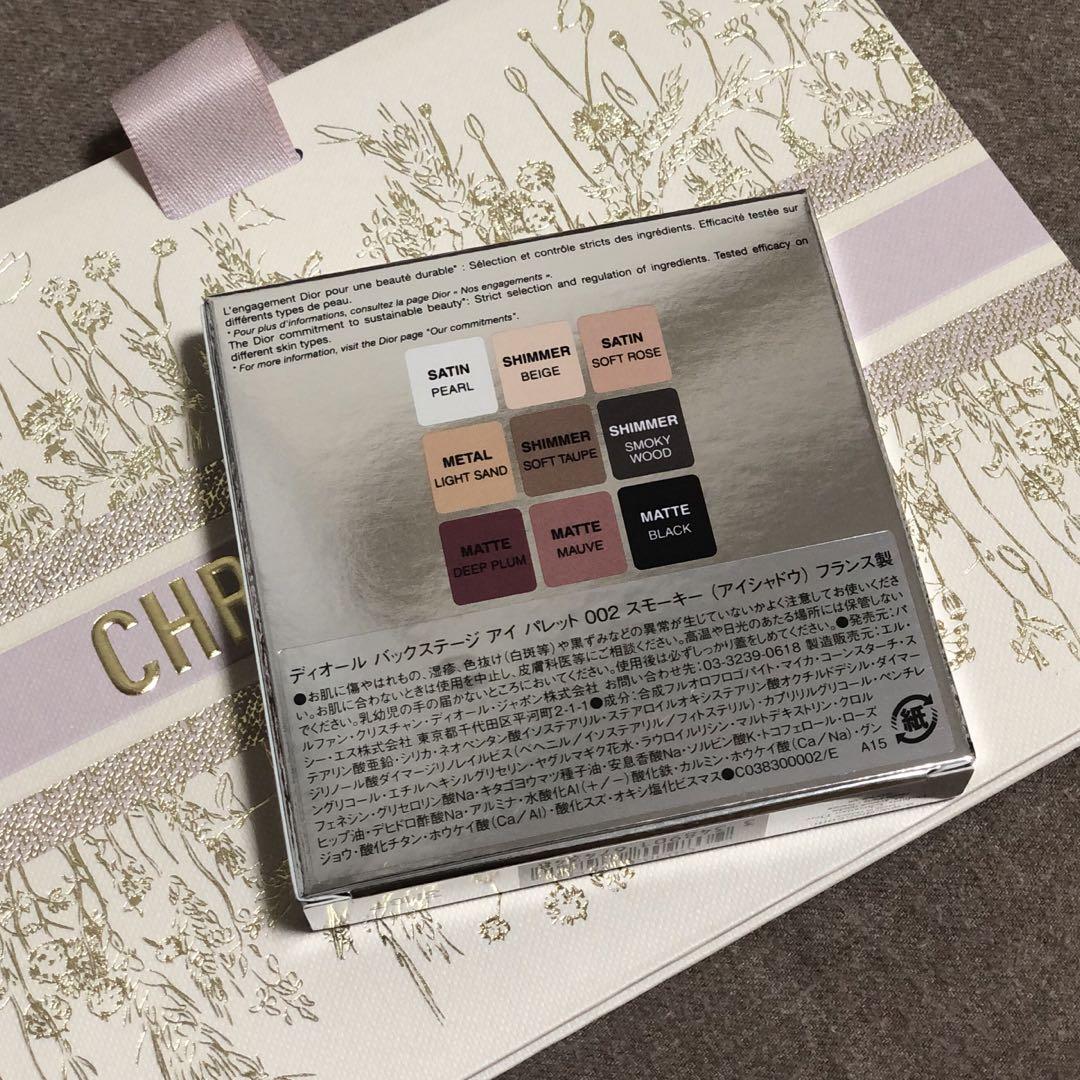 L'engagement Dior pour une beauté durable* : Sélection et contrôle stricts des ingrédients. Efficacité testée sur
différents types de peau.
* Pour plus d'informations, consultez la page Dior « Nos engagements ».
The Dior commitment to sustainable beauty*: Strict selection and regulation of ingredients. Tested efficacy on
different skin types.
* For more information, visit the Dior page "Our commitments".
SATIN
PEARL
SHIMMER
BEIGE
SATIN
SOFT ROSE
METAL
LIGHT SAND
SHIMMER
SOFT TAUPE
SHIMMER
SMOKY
WOOD
MATTE
DEEP PLUM
MATTE
MAUVE
MATTE
BLACK
ディオール バックステージ アイ パレット 002 スモーキー (アイシャドウ) フランス製
●お肌に傷やはれもの、湿疹、色抜け(白斑等)や黒ずみなどの異常が生じていないかよく注意してお使いくださ
い。お肌に合わないときは使用を中止し、皮膚科医等にご相談ください。高温や日光のあたる場所には保管しない
でください。乳幼児の手の届かないところにおいてください。使用後は必ずしっかり蓋をしめてください。●発売元:パ
ルファン・クリスチャン・ディオール・ジャポン株式会社 お問い合わせ先:03-3239-0618 製造販売元:エル・
シー・エス株式会社 東京都千代田区平河町2-1-1●成分:合成フルオロフロゴパイト・マイカ・コーンスターチ・ス
テアリン酸亜鉛・シリカ・ネオペンタン酸イソステアリル・ステアロイルオキシステアリン酸オクチルドデシル・ダイマー
ジリノール酸ダイマージリノレイルビス(ベヘニル/イソステアリル/フィトステリル)・カプリリルグリコール・ペンチレ
ングリコール・エチルヘキシルグリセリン・ヤグルマギク花水・ラウロイルリシン・マルトデキストリン・クロル
フェネシン・グリセロリン酸Na・キタゴヨウマツ種子油・安息香酸Na・ソルビン酸K・トコフェロール・ローズ
ヒップ油・デヒドロ酢酸Na・アルミナ・水酸化Al (+/-) 酸化鉄・カルミン・ホウケイ酸(Ca/Na)・グン
ジョウ・酸化チタン・ホウケイ酸(Ca/Al)・酸化スズ・オキシ塩化ビスマス●C038300002/E A15
紙
CHR